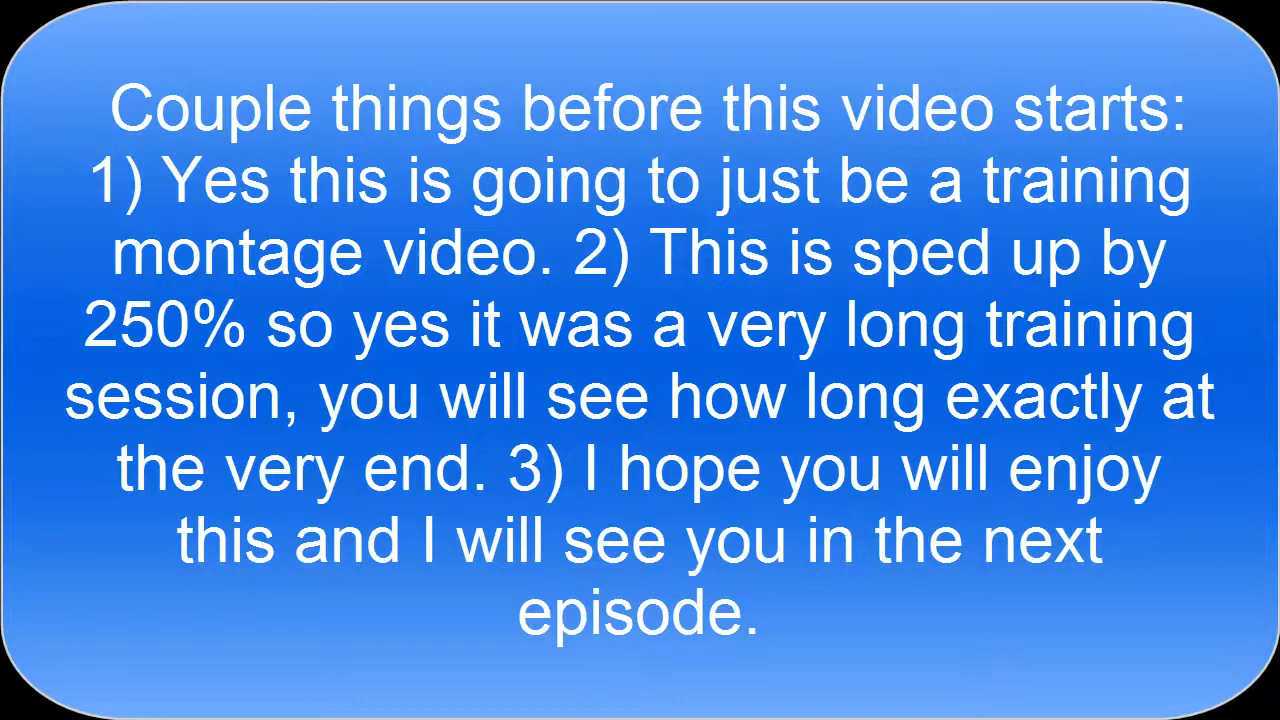 Couple things before this video starts:
1) Yes this is going to just be a training
montage video. 2) This is sped up by
250% so yes it was a very long training
session, you will see how long exactly at
the very end. 3) I hope you will enjoy
this and I will see you in the next
episode.